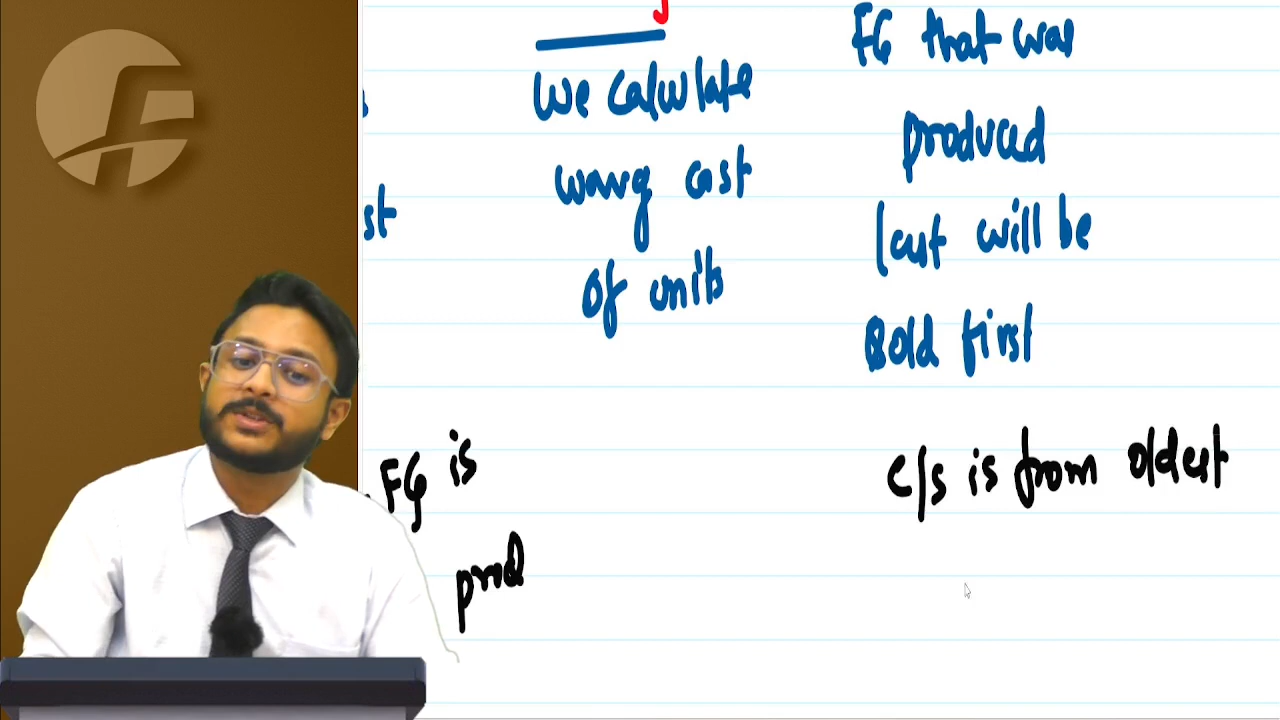 We calculate
wavg cost
of units
FG that was
produced
last will be
sold first
st
FG is
prod
C/S is from oldest